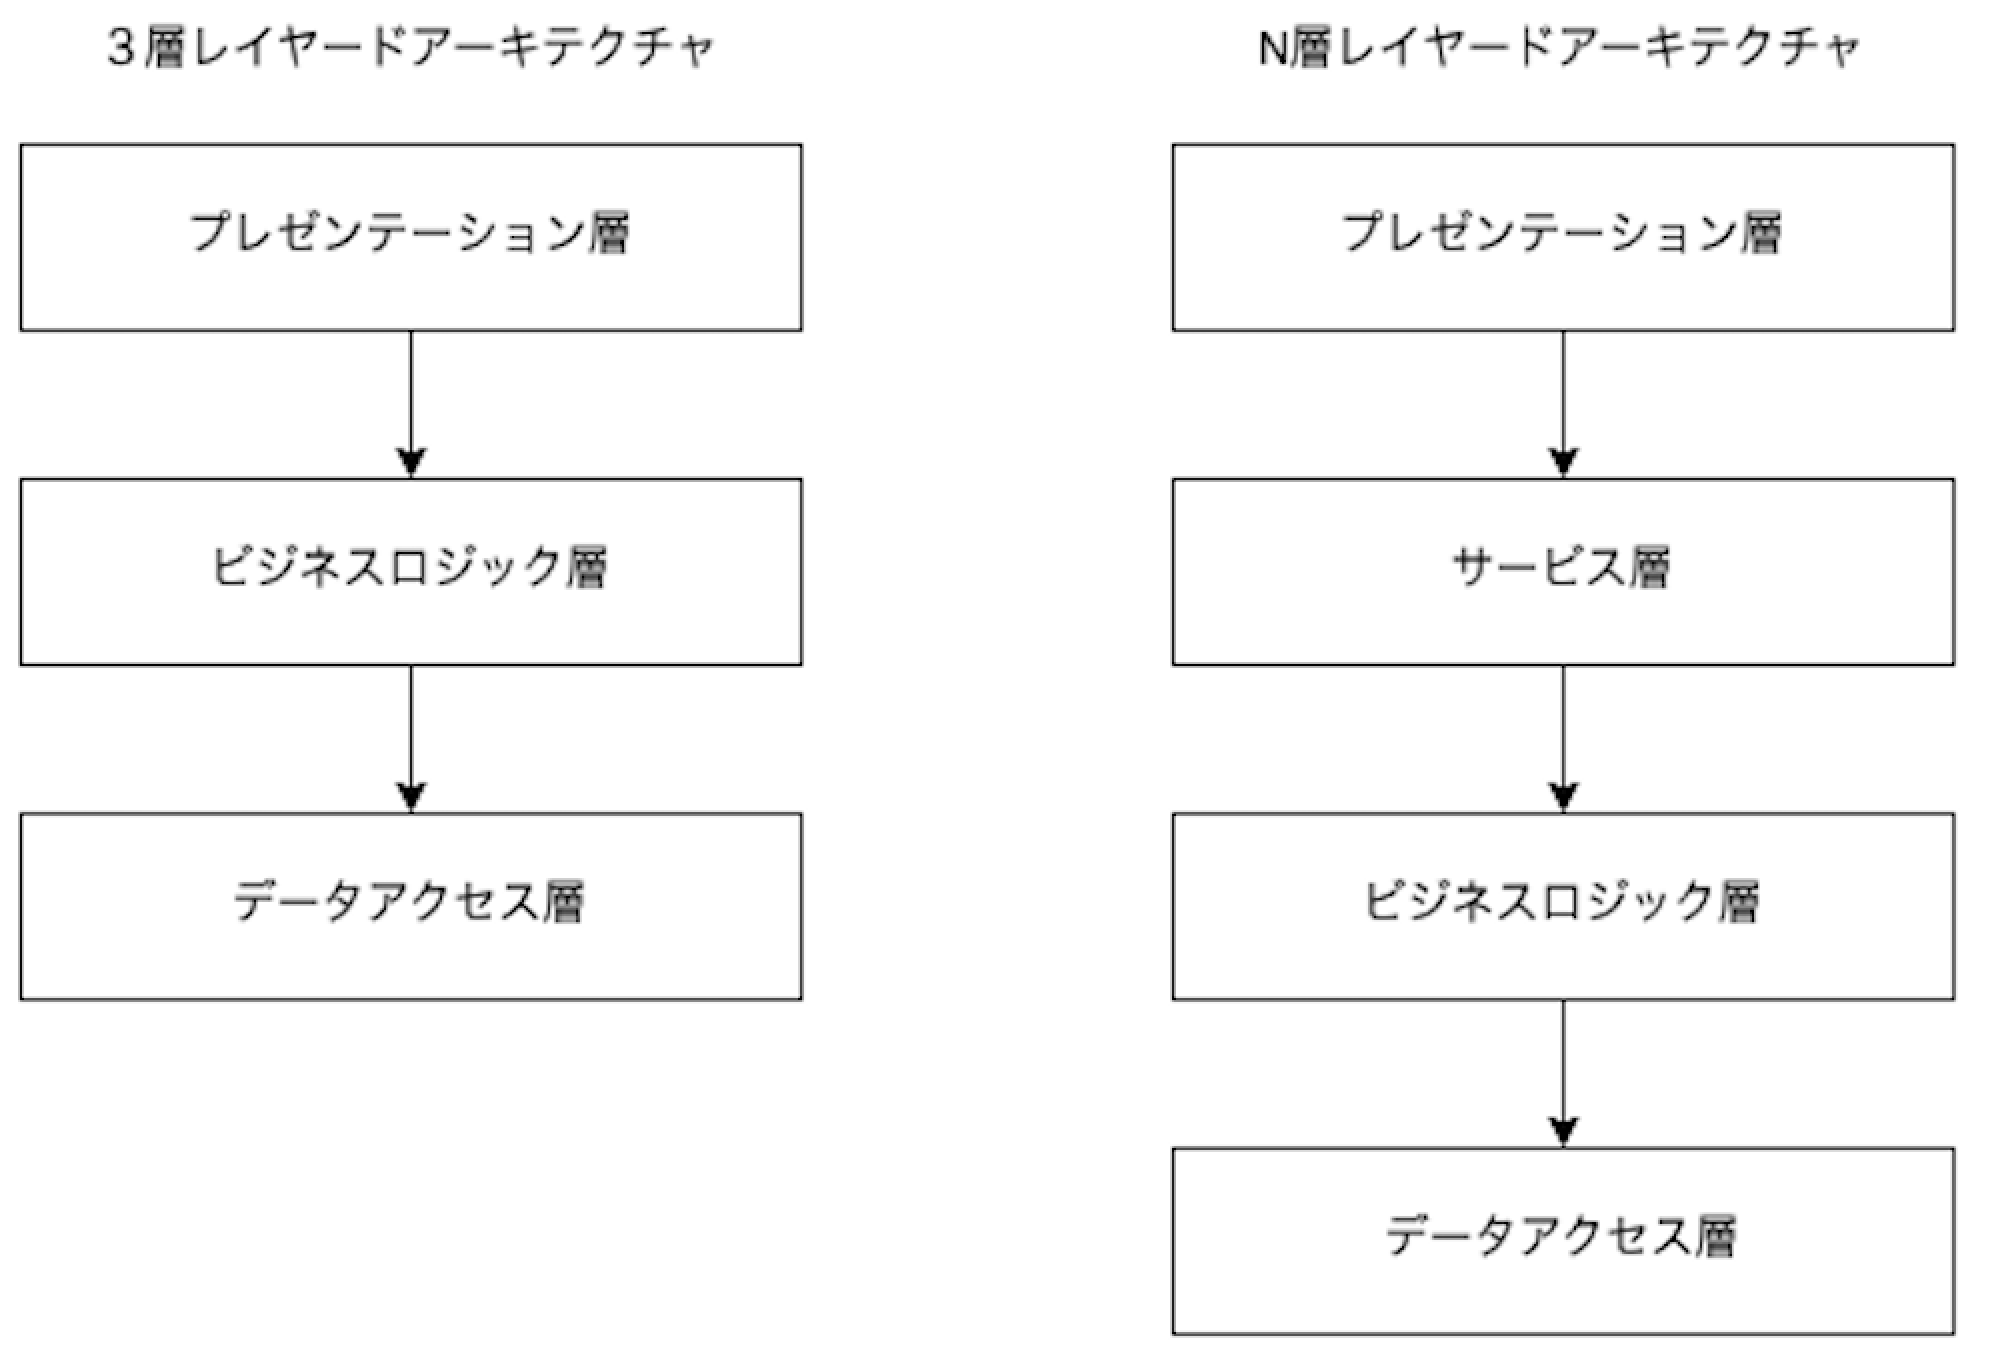 ３層レイヤードアーキテクチャ
プレゼンテーション層
ビジネスロジック層
データアクセス層
N層レイヤードアーキテクチャ
プレゼンテーション層
サービス層
ビジネスロジック層
データアクセス層